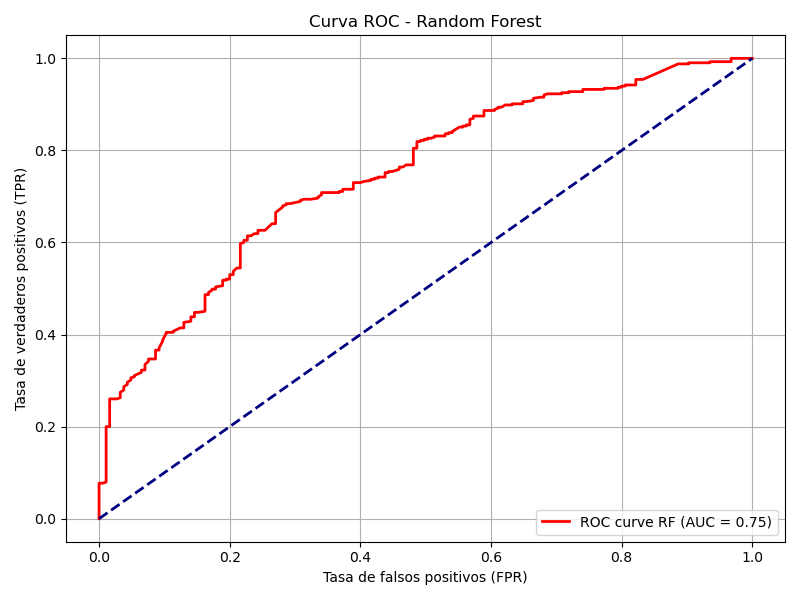 Curva ROC - Random Forest
Tasa de verdaderos positivos (TPR)
1.0
0.8
0.6
0.4
0.2
0.0
0.0 0.2 0.4 0.6 0.8 1.0
Tasa de falsos positivos (FPR)
ROC curve RF (AUC = 0.75)